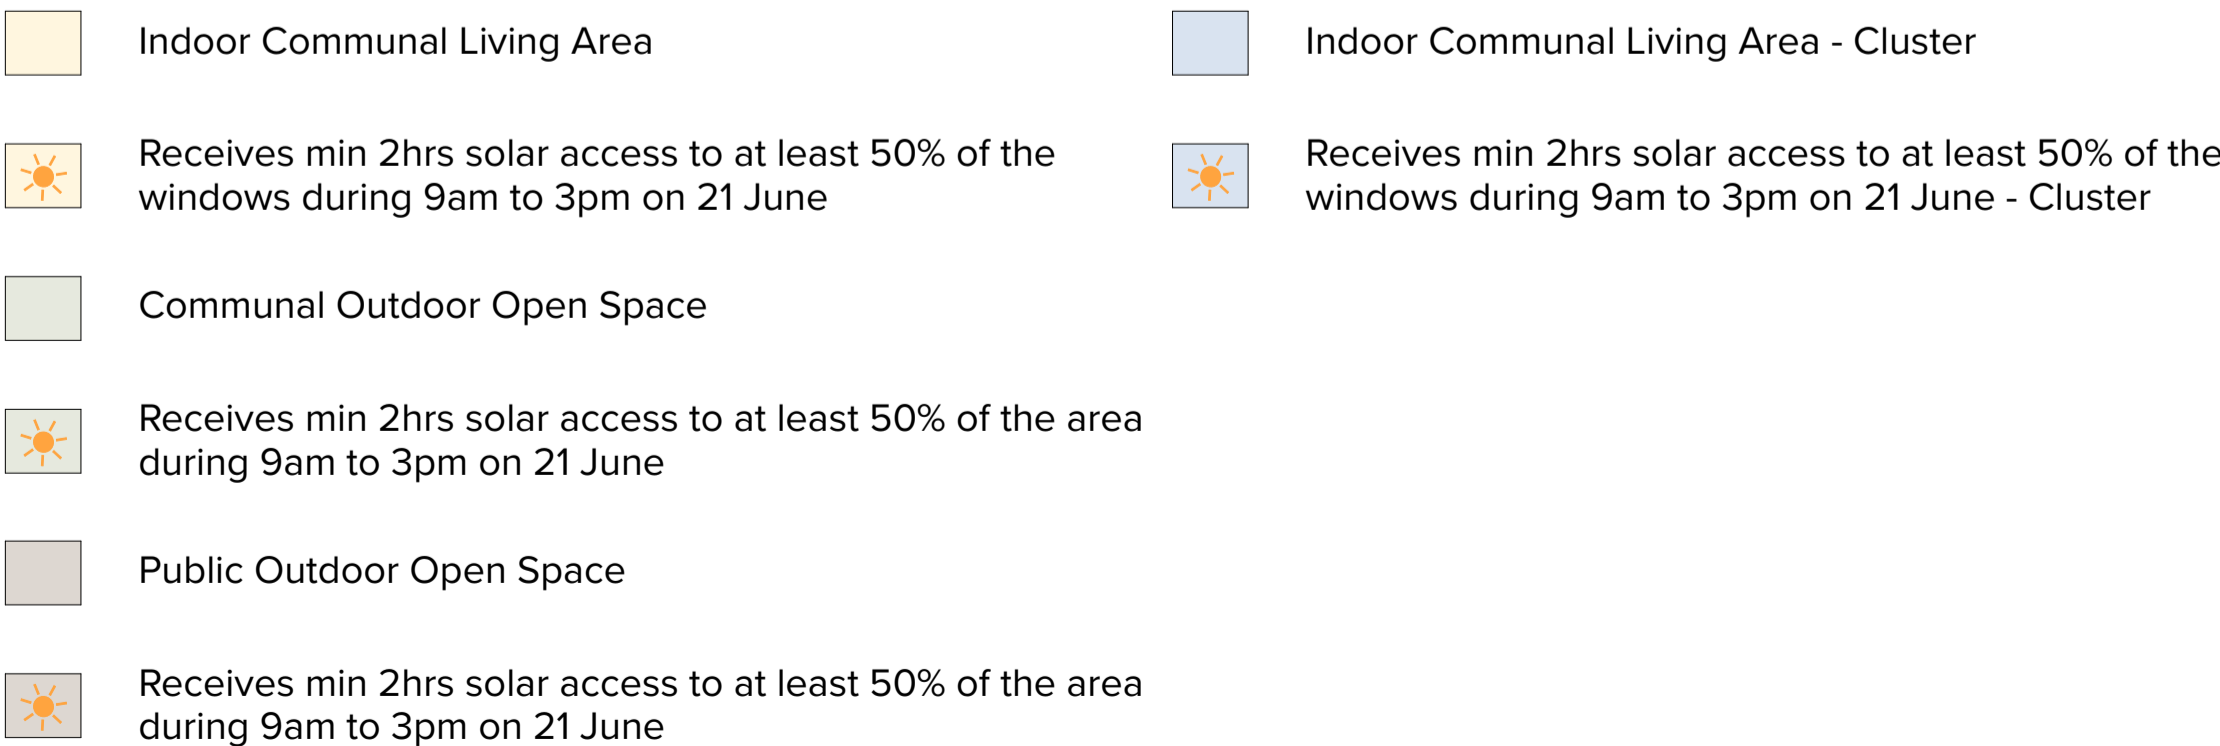 Indoor Communal Living Area
Receives min 2hrs solar access to at least 50% of the
windows during 9am to 3pm on 21 June
Communal Outdoor Open Space
Receives min 2hrs solar access to at least 50% of the area
during 9am to 3pm on 21 June
Public Outdoor Open Space
Receives min 2hrs solar access to at least 50% of the area
during 9am to 3pm on 21 June
Indoor Communal Living Area - Cluster
Receives min 2hrs solar access to at least 50% of the
windows during 9am to 3pm on 21 June - Cluster